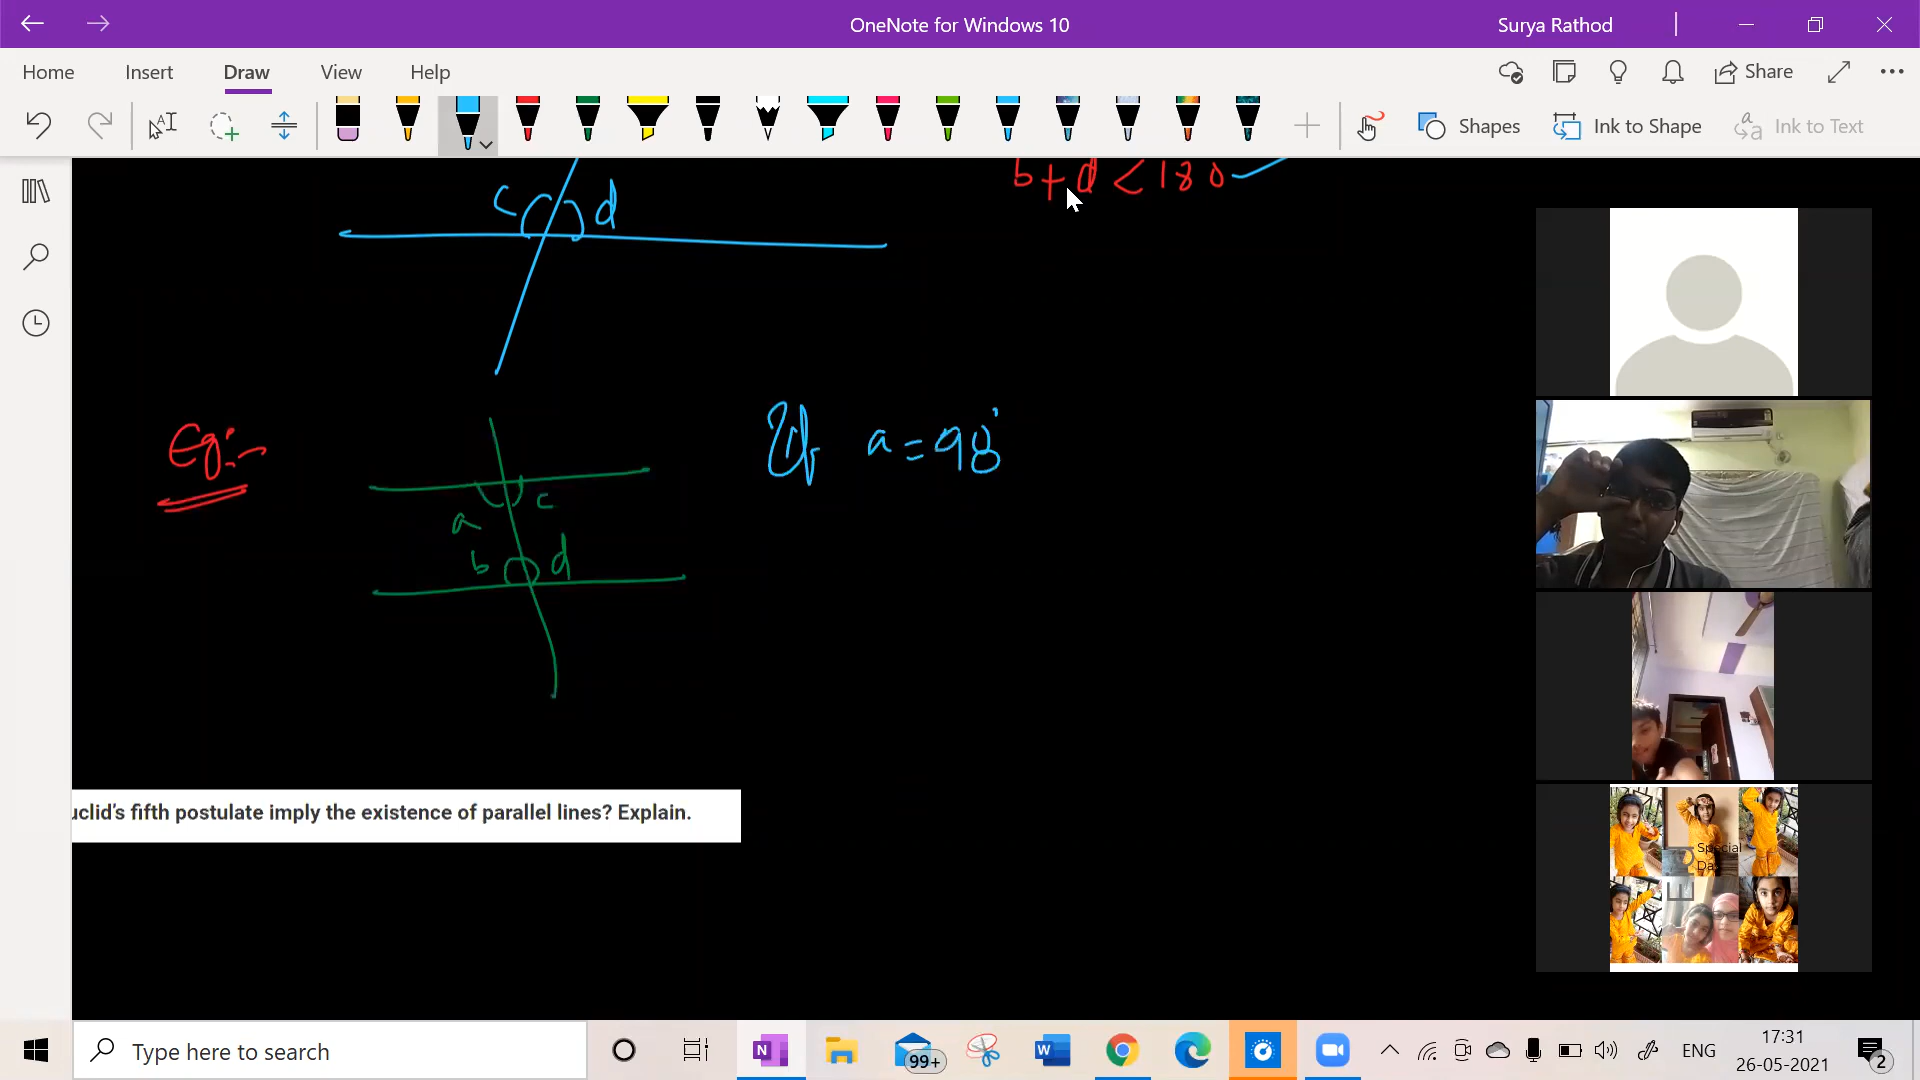 OneNote for Windows 10
Surya Rathod
Home Insert Draw View Help
Share
Shapes Ink to Shape Ink to Text
b+d < 180
c d
Eg:-
If a = 98°
a c
b d
uclid's fifth postulate imply the existence of parallel lines? Explain.
Special
Da
E
Type here to search
N
99+
W
ENG
17:31
26-05-2021
2